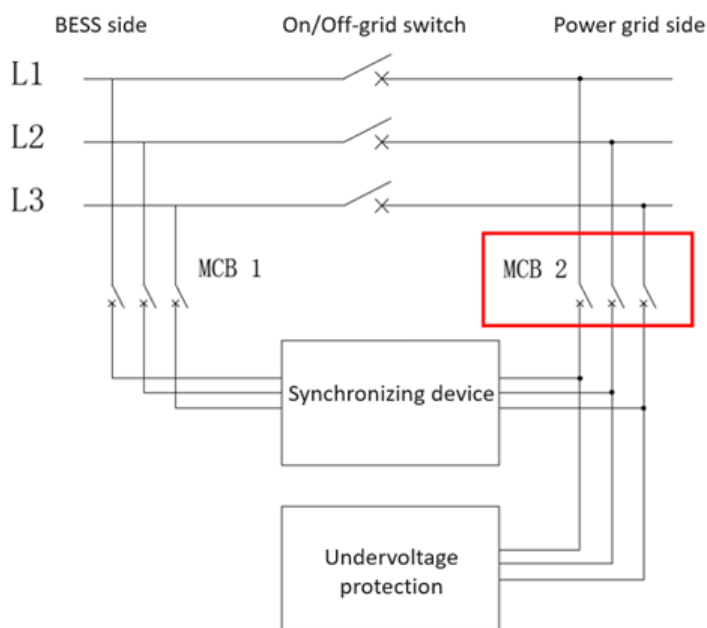 BESS side On/Off-grid switch Power grid side
L1
L2
L3
MCB 1 MCB 2
Synchronizing device
Undervoltage
protection